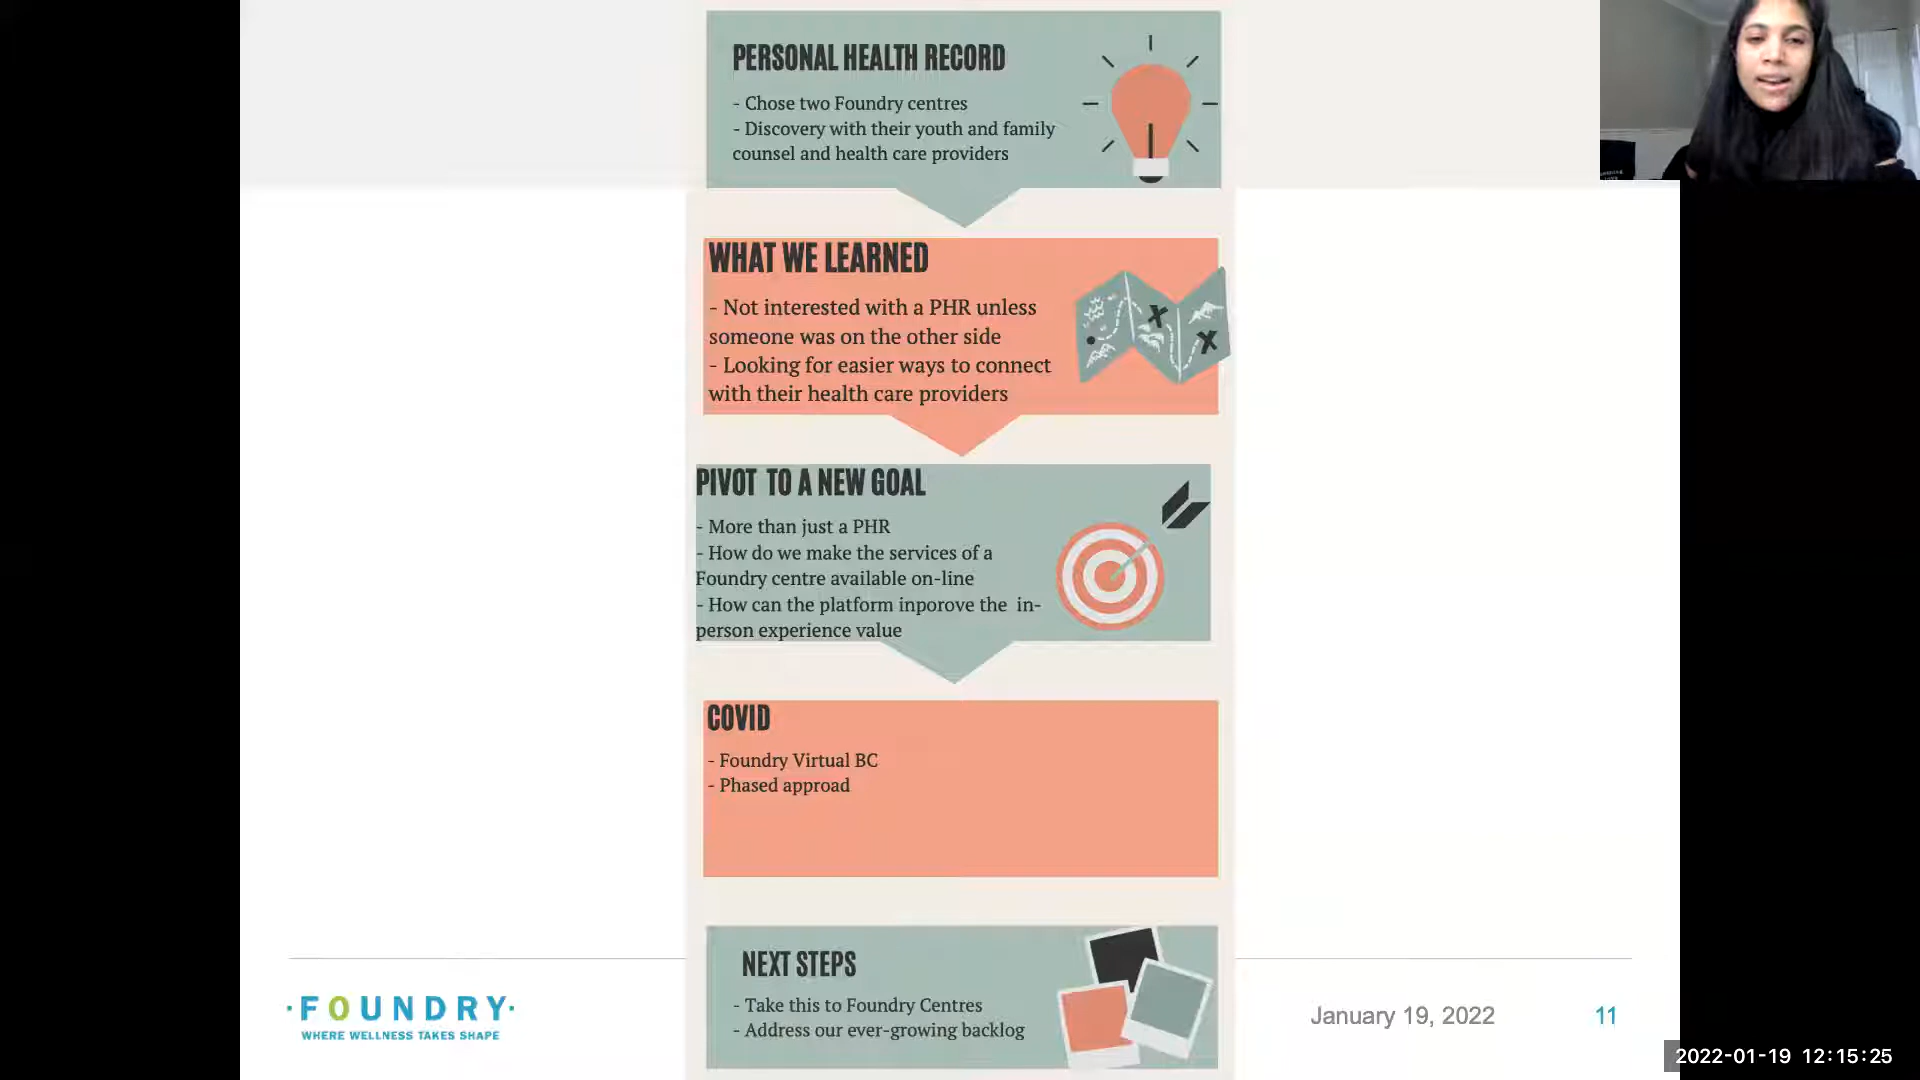 PERSONAL HEALTH RECORD
- Chose two Foundry centres
- Discovery with their youth and family
counsel and health care providers
WHAT WE LEARNED
- Not interested with a PHR unless
someone was on the other side
- Looking for easier ways to connect
with their health care providers
PIVOT TO A NEW GOAL
- More than just a PHR
- How do we make the services of a
Foundry centre available on-line
- How can the platform inporove the in-
person experience value
COVID
- Foundry Virtual BC
- Phased approad
NEXT STEPS
- Take this to Foundry Centres
- Address our ever-growing backlog
·FOUNDRY·
WHERE WELLNESS TAKES SHAPE
January 19, 2022
11
2022-01-19 12:15:25